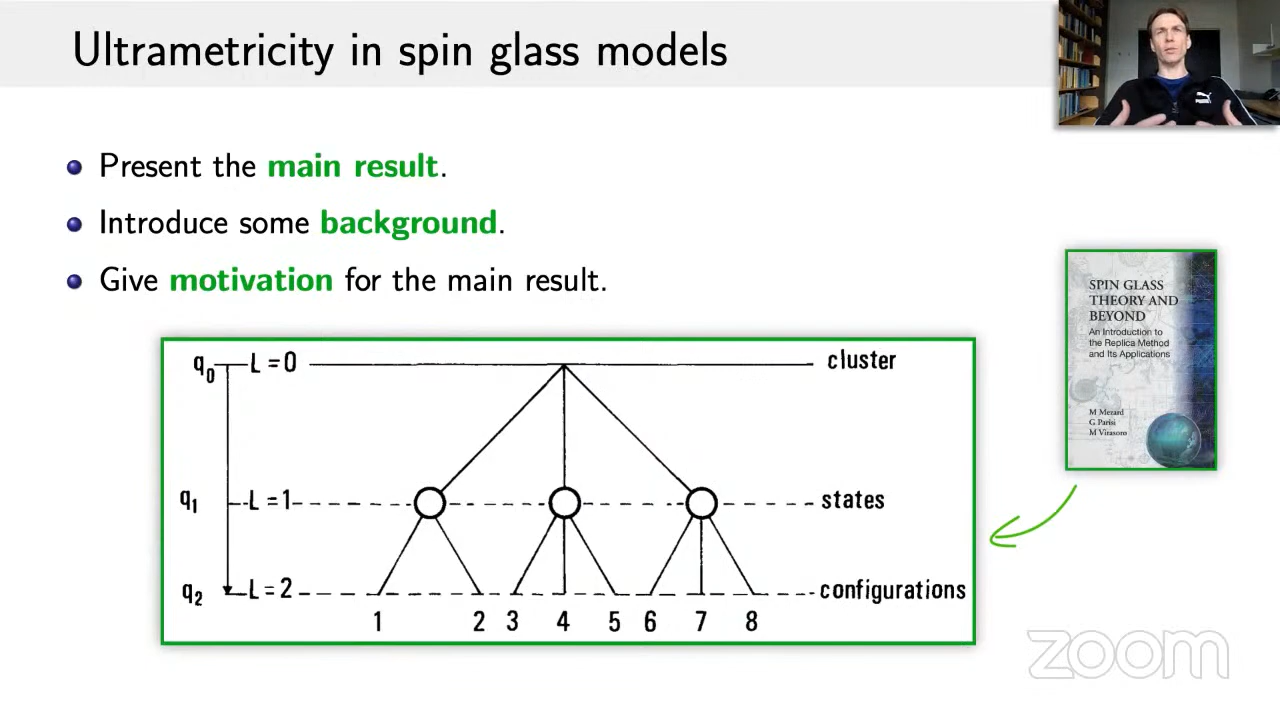 Ultrametricity in spin glass models
PUMA
Present the main result.
Introduce some background.
Give motivation for the main result.
SPIN GLASS
THEORY AND
BEYOND
An Introduction to
the Replica Method
and Its Applications
M Mezard
G Parisi
M Virasoro
q0 L = 0 cluster
q1 L = 1 states
q2 L = 2 configurations
1 2 3 4 5 6 7 8
zoom